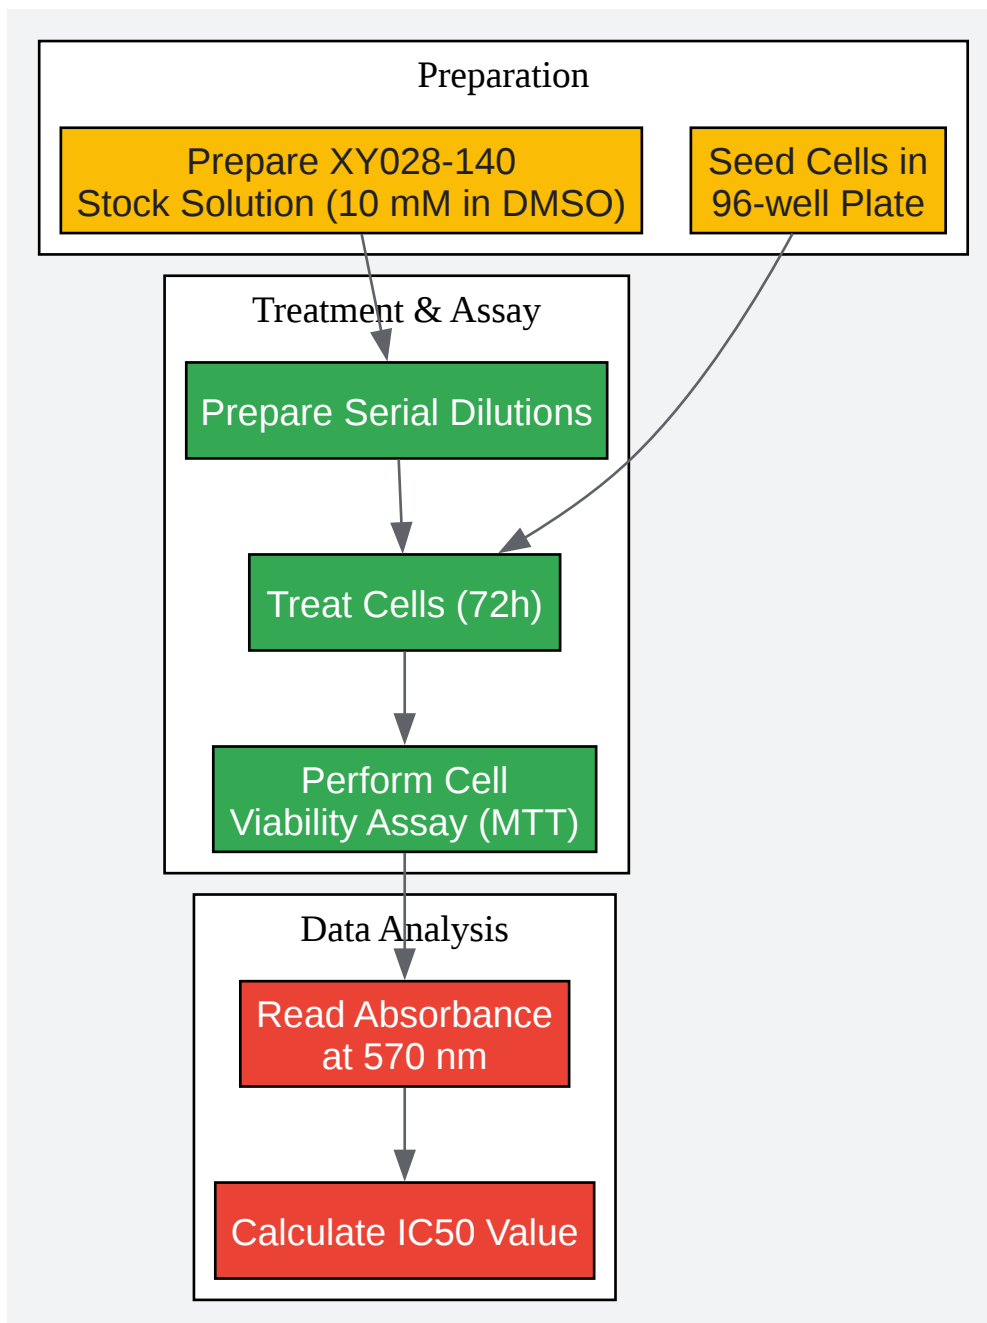 Preparation
Prepare XY028-140
Stock Solution (10 mM in DMSO)
Seed Cells in
96-well Plate
Treatment & Assay
Prepare Serial Dilutions
Treat Cells (72h)
Perform Cell
Viability Assay (MTT)
Data Analysis
Read Absorbance
at 570 nm
Calculate IC50 Value